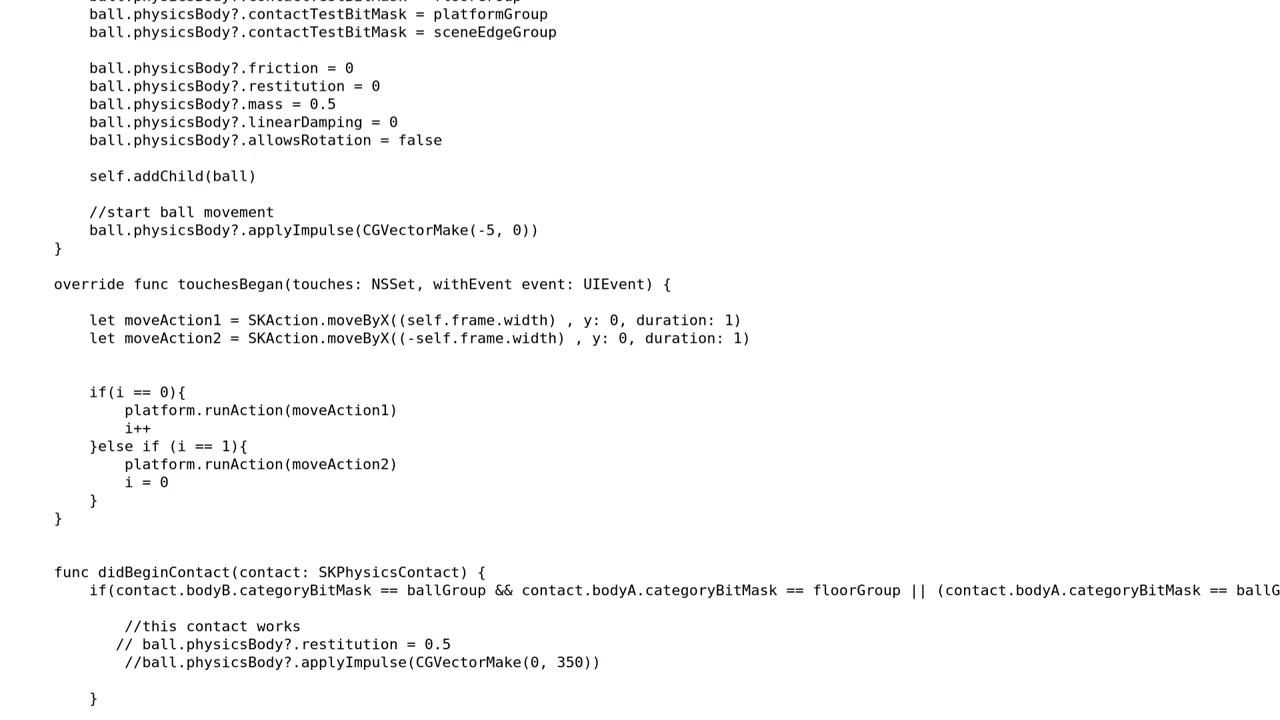 ball.physicsBody?.contactTestBitMask = platformGroup
ball.physicsBody?.contactTestBitMask = sceneEdgeGroup
ball.physicsBody?.friction = 0
ball.physicsBody?.restitution = 0
ball.physicsBody?.mass = 0.5
ball.physicsBody?.linearDamping = 0
ball.physicsBody?.allowsRotation = false
self.addChild(ball)
//start ball movement
ball.physicsBody?.applyImpulse(CGVectorMake(-5, 0))
}
override func touchesBegan(touches: NSSet, withEvent event: UIEvent) {
let moveAction1 = SKAction.moveByX((self.frame.width) , y: 0, duration: 1)
let moveAction2 = SKAction.moveByX((-self.frame.width) , y: 0, duration: 1)
if(i == 0){
platform.runAction(moveAction1)
i++
}else if (i == 1){
platform.runAction(moveAction2)
i = 0
}
}
func didBeginContact(contact: SKPhysicsContact) {
if(contact.bodyB.categoryBitMask == ballGroup && contact.bodyA.categoryBitMask == floorGroup || (contact.bodyA.categoryBitMask == ballG
//this contact works
// ball.physicsBody?.restitution = 0.5
//ball.physicsBody?.applyImpulse(CGVectorMake(0, 350))
}